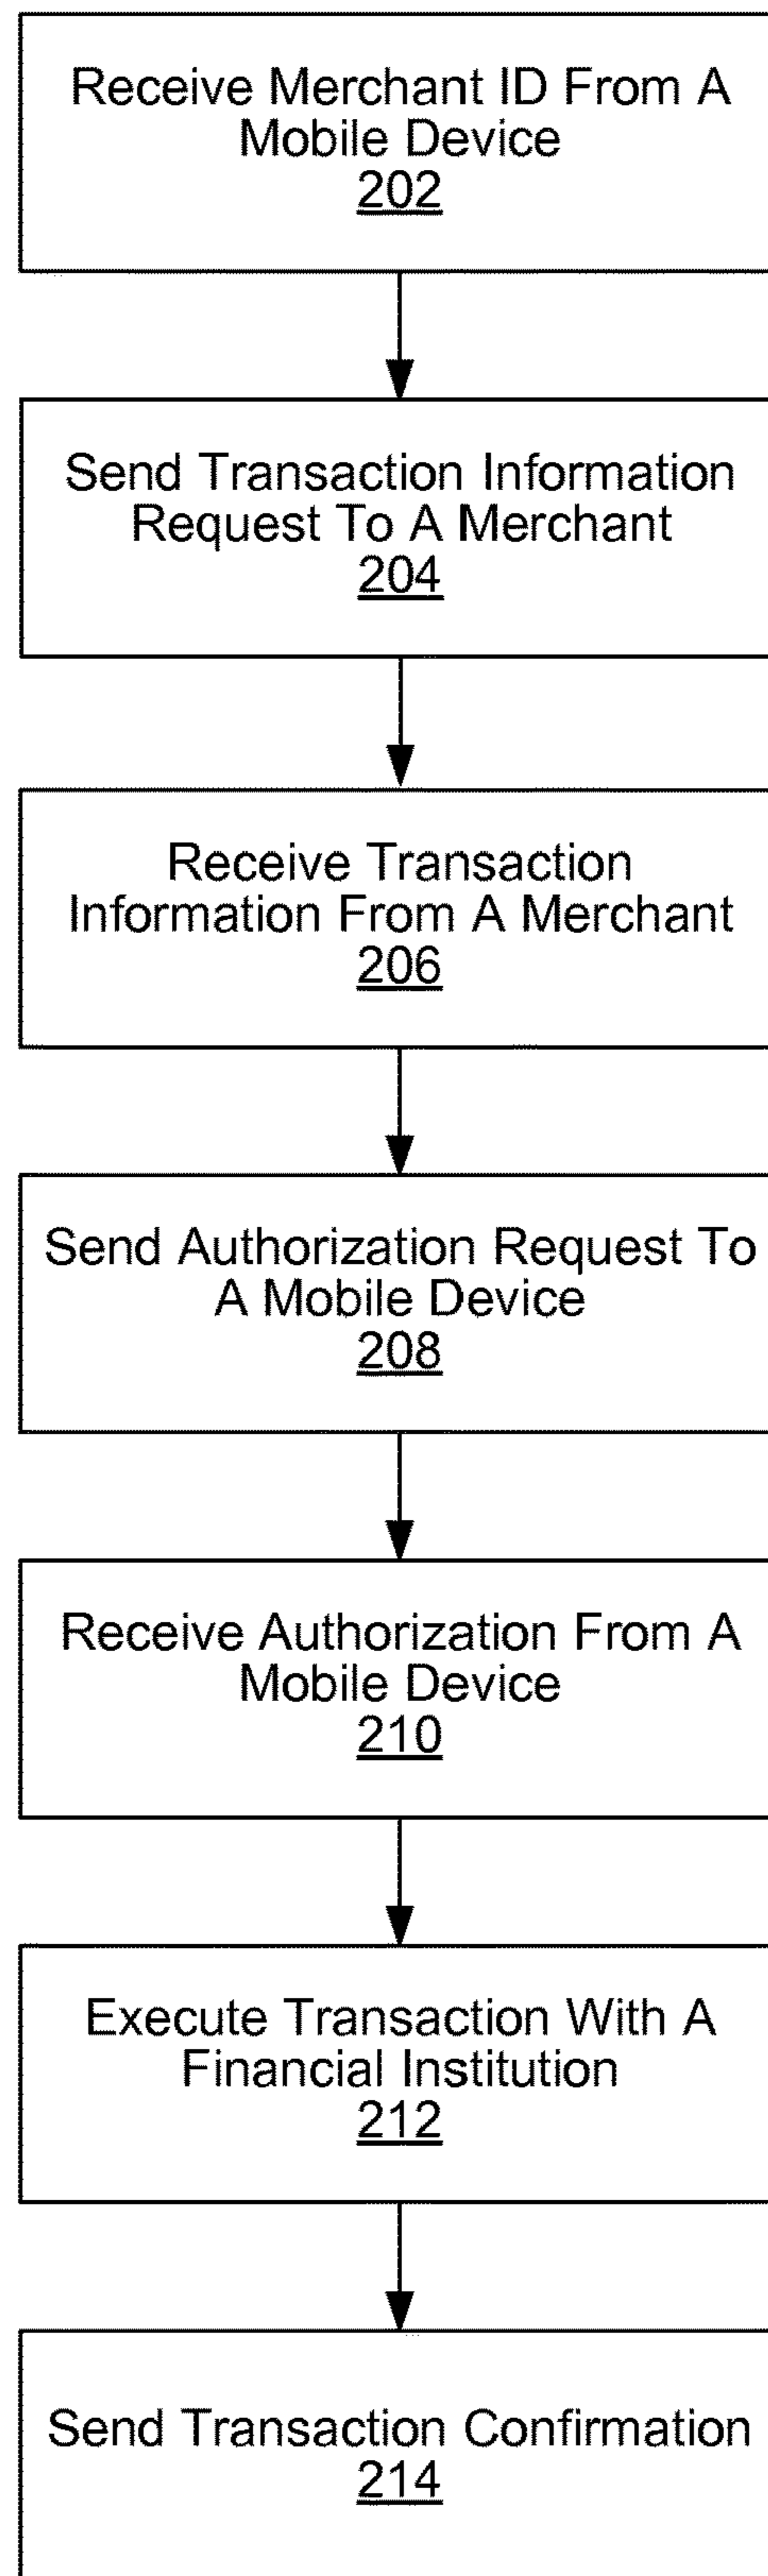 Receive Merchant ID From A
Mobile Device
202
Send Transaction Information
Request To A Merchant
204
Receive Transaction
Information From A Merchant
206
Send Authorization Request To
A Mobile Device
208
Receive Authorization From A
Mobile Device
210
Execute Transaction With A
Financial Institution
212
Send Transaction Confirmation
214